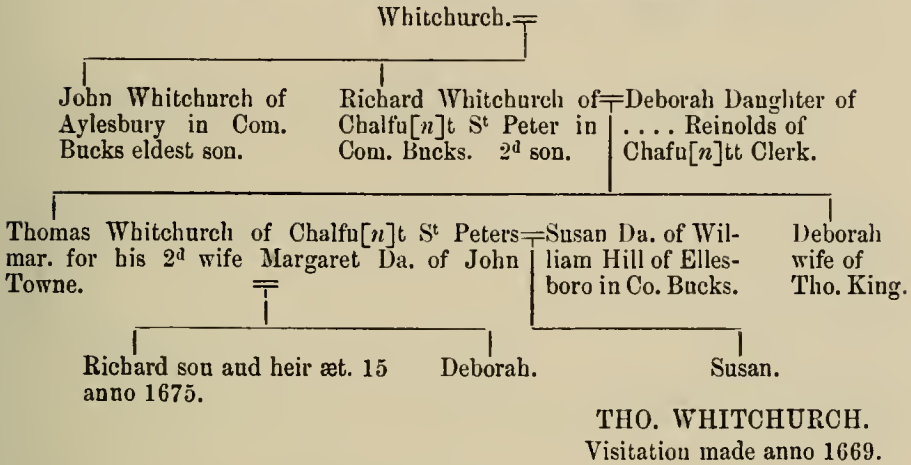 Whitchurch.
John Whitchurch of
Aylesbury in Com.
Bucks eldest son.
Richard Whitchurch of
Chalfu[n]t St Peter in
Com. Bucks. 2d son.
Deborah Daughter of
.... Reinolds of
Chafu[n]tt Clerk.
Thomas Whitchurch of Chalfu[n]t St Peters
mar. for his 2d wife Margaret Da. of John
Towne.
Susan Da. of Wil-
liam Hill of Elles-
boro in Co. Bucks.
Deborah
wife of
Tho. King.
Richard son and heir æt. 15
anno 1675.
Deborah.
Susan.
THO. WHITCHURCH.
Visitation made anno 1669.